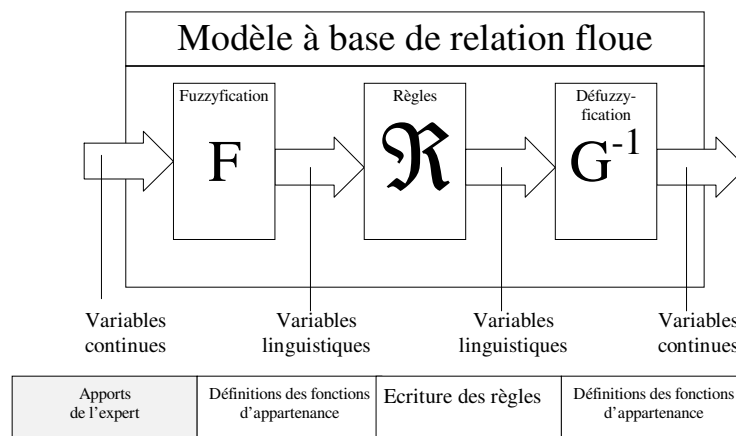 Modèle à base de relation floue
Fuzzyfication
F
Règles
ℜ
Défuzzy-
fication
G-1
Variables
continues
Variables
linguistiques
Variables
linguistiques
Variables
continues
Apports
de l'expert
Définitions des fonctions
d'appartenance
Ecriture des règles
Définitions des fonctions
d'appartenance